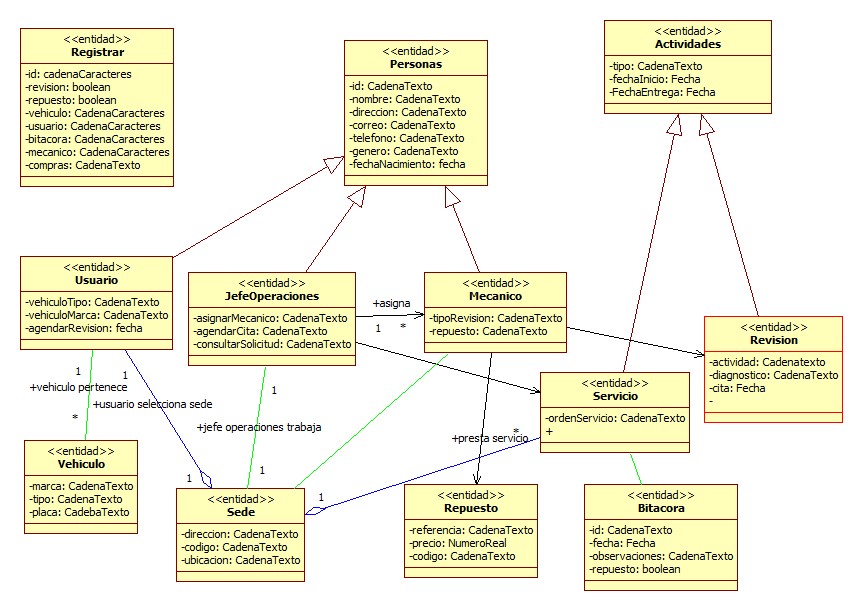 <<entidad>>
Registrar
-id: cadenaCaracteres
-revision: boolean
-repuesto: boolean
-vehiculo: CadenaCaracteres
-usuario: CadenaCaracteres
-bitacora: CadenaCaracteres
-mecanico: CadenaCaracteres
-compras: CadenaTexto
<<entidad>>
Personas
-id: CadenaTexto
-nombre: CadenaTexto
-direccion: CadenaTexto
-correo: CadenaTexto
-telefono: CadenaTexto
-genero: CadenaTexto
-fechaNacimiento: fecha
<<entidad>>
Actividades
-tipo: CadenaTexto
-fechaInicio: Fecha
-FechaEntrega: Fecha
<<entidad>>
Usuario
-vehiculoTipo: CadenaTexto
-vehiculoMarca: CadenaTexto
-agendarRevision: fecha
<<entidad>>
JefeOperaciones
-asignarMecanico: CadenaTexto
-agendarCita: CadenaTexto
-consultarSolicitud: CadenaTexto
+asigna
1
*
<<entidad>>
Mecanico
-tipoRevision: CadenaTexto
-repuesto: CadenaTexto
<<entidad>>
Revision
-actividad: Cadenatexto
-diagnostico: CadenaTexto
-cita: Fecha
-
<<entidad>>
Servicio
-ordenServicio: CadenaTexto
+
1
+vehiculo pertenece
*
1
+usuario selecciona sede
1
1
+jefe operaciones trabaja
1
*
+presta servicio
1
<<entidad>>
Vehiculo
-marca: CadenaTexto
-tipo: CadenaTexto
-placa: CadebaTexto
<<entidad>>
Sede
-direccion: CadenaTexto
-codigo: CadenaTexto
-ubicacion: CadenaTexto
<<entidad>>
Repuesto
-referencia: CadenaTexto
-precio: NumeroReal
-codigo: CadenaTexto
<<entidad>>
Bitacora
-id: CadenaTexto
-fecha: Fecha
-observaciones: CadenaTexto
-repuesto: boolean